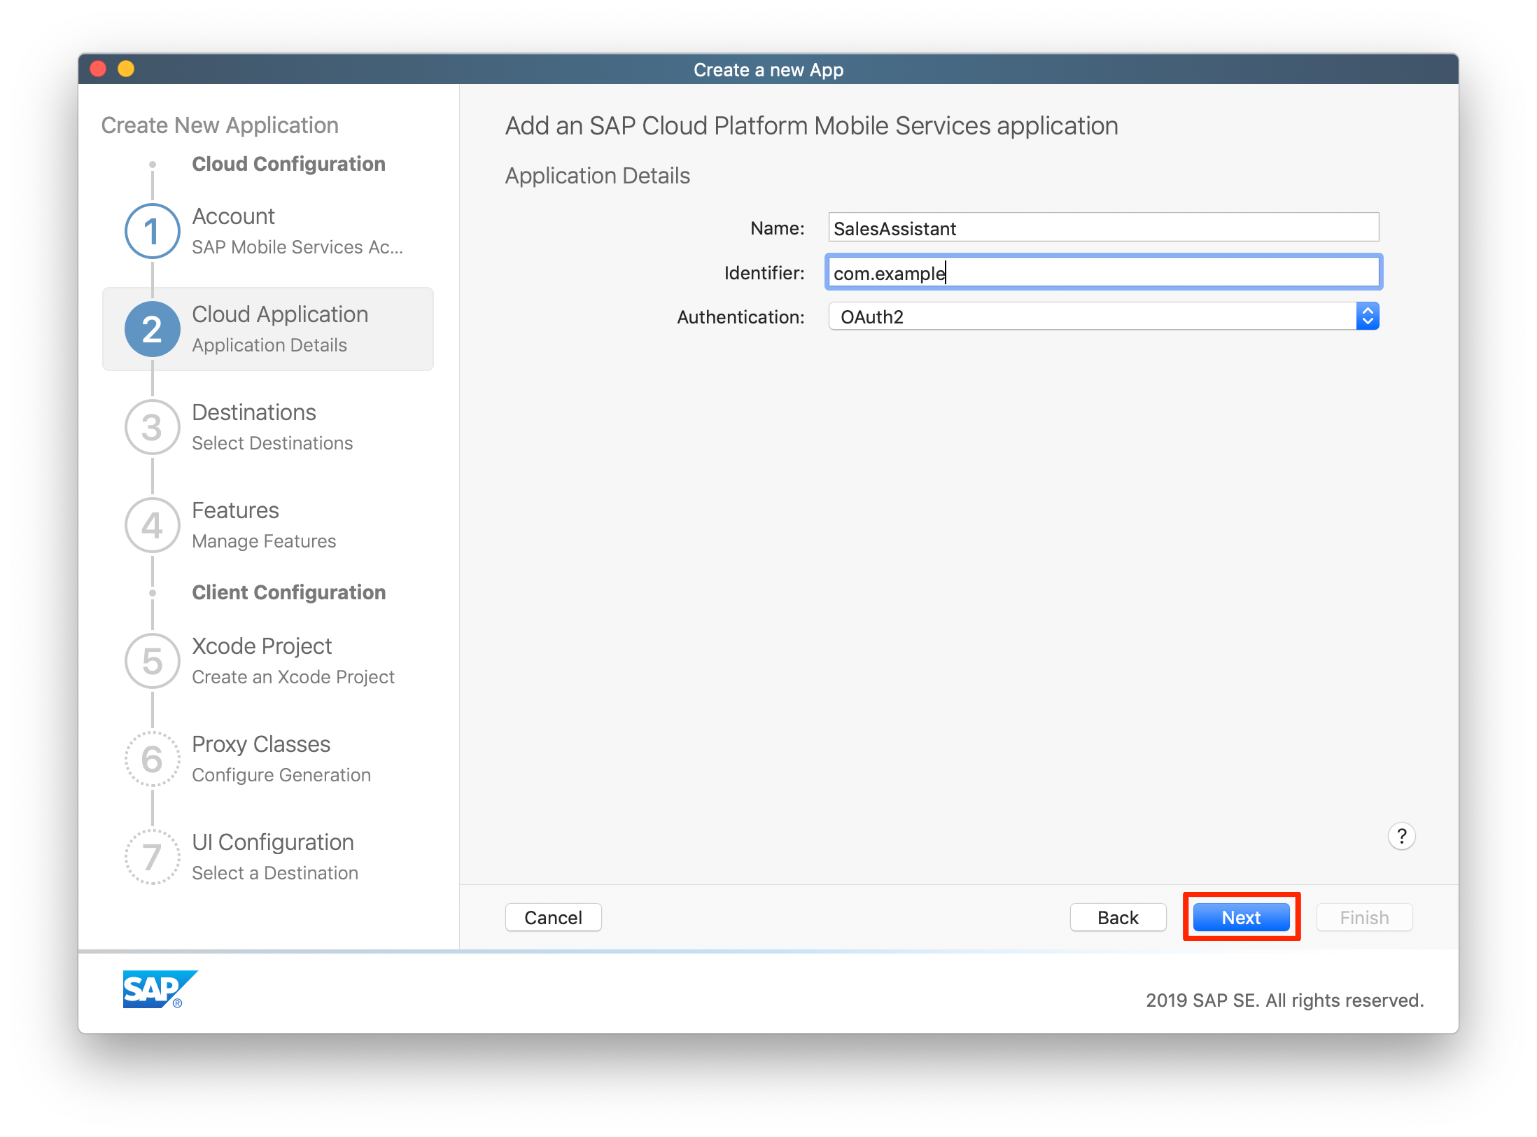 Create a new App
Create New Application
Cloud Configuration
1
Account
SAP Mobile Services Ac...
2
Cloud Application
Application Details
3
Destinations
Select Destinations
4
Features
Manage Features
Client Configuration
5
Xcode Project
Create an Xcode Project
6
Proxy Classes
Configure Generation
7
UI Configuration
Select a Destination
Add an SAP Cloud Platform Mobile Services application
Application Details
Name: SalesAssistant
Identifier: com.example
Authentication: OAuth2
?
Cancel Back Next Finish
SAP®
2019 SAP SE. All rights reserved.